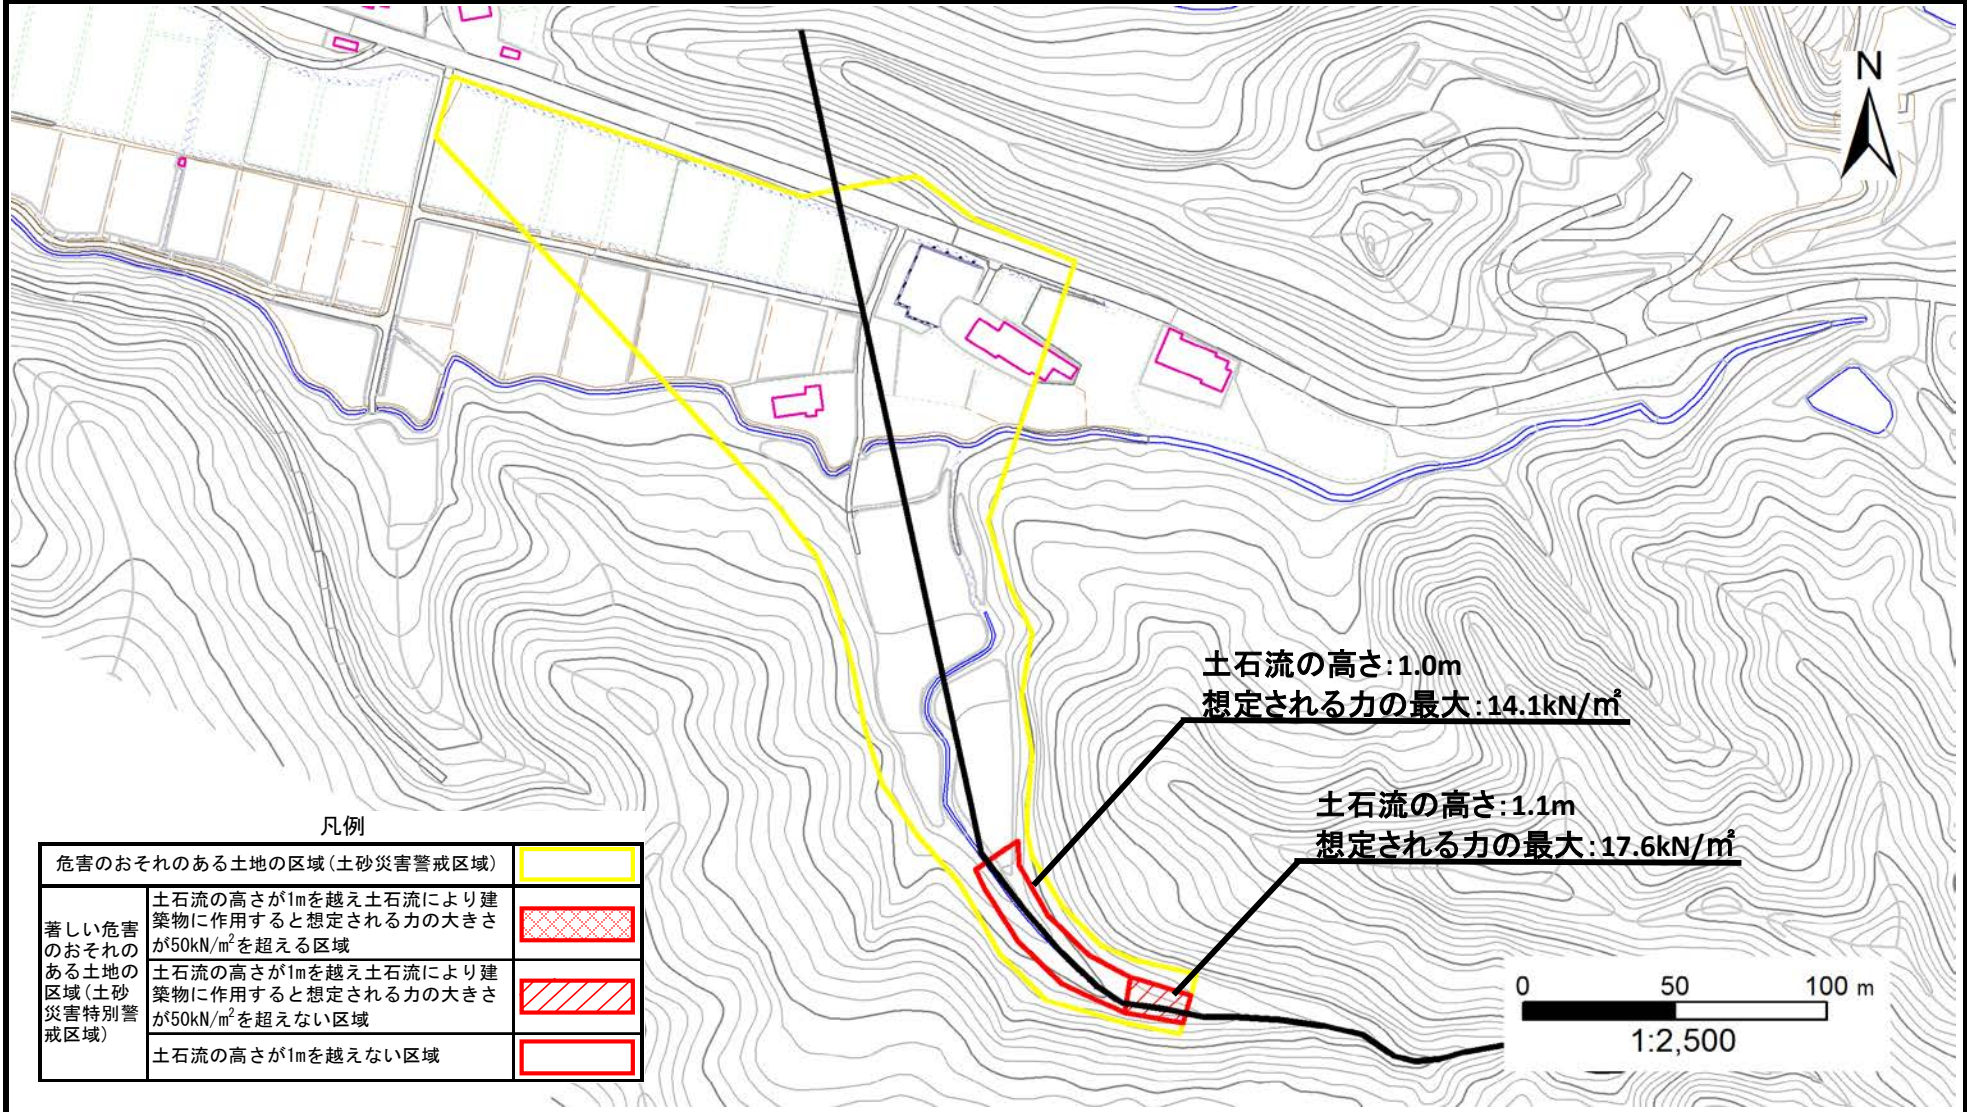 N
土石流の高さ:1.0m
想定される力の最大:14.1kN/㎡
土石流の高さ:1.1m
想定される力の最大:17.6kN/㎡
凡例
危害のおそれのある土地の区域(土砂災害警戒区域)
著しい危害
のおそれの
ある土地の
区域(土砂
災害特別警
戒区域)
土石流の高さが1mを越え土石流により建
築物に作用すると想定される力の大きさ
が50kN/m²を超える区域
土石流の高さが1mを越え土石流により建
築物に作用すると想定される力の大きさ
が50kN/m²を超えない区域
土石流の高さが1mを越えない区域
0 50 100 m
1:2,500